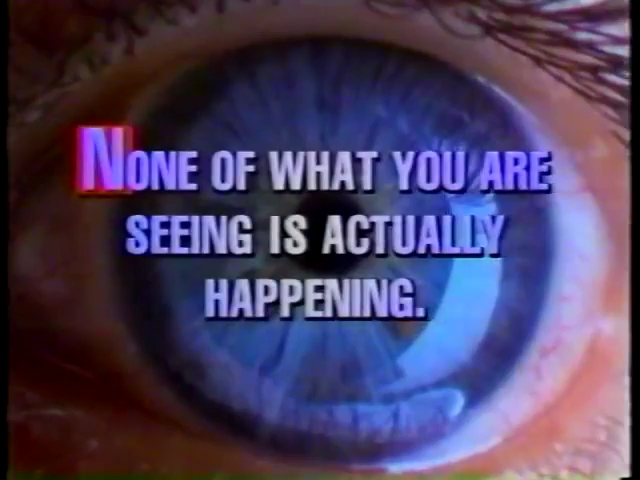 NONE OF WHAT YOU ARE
SEEING IS ACTUALLY
HAPPENING.